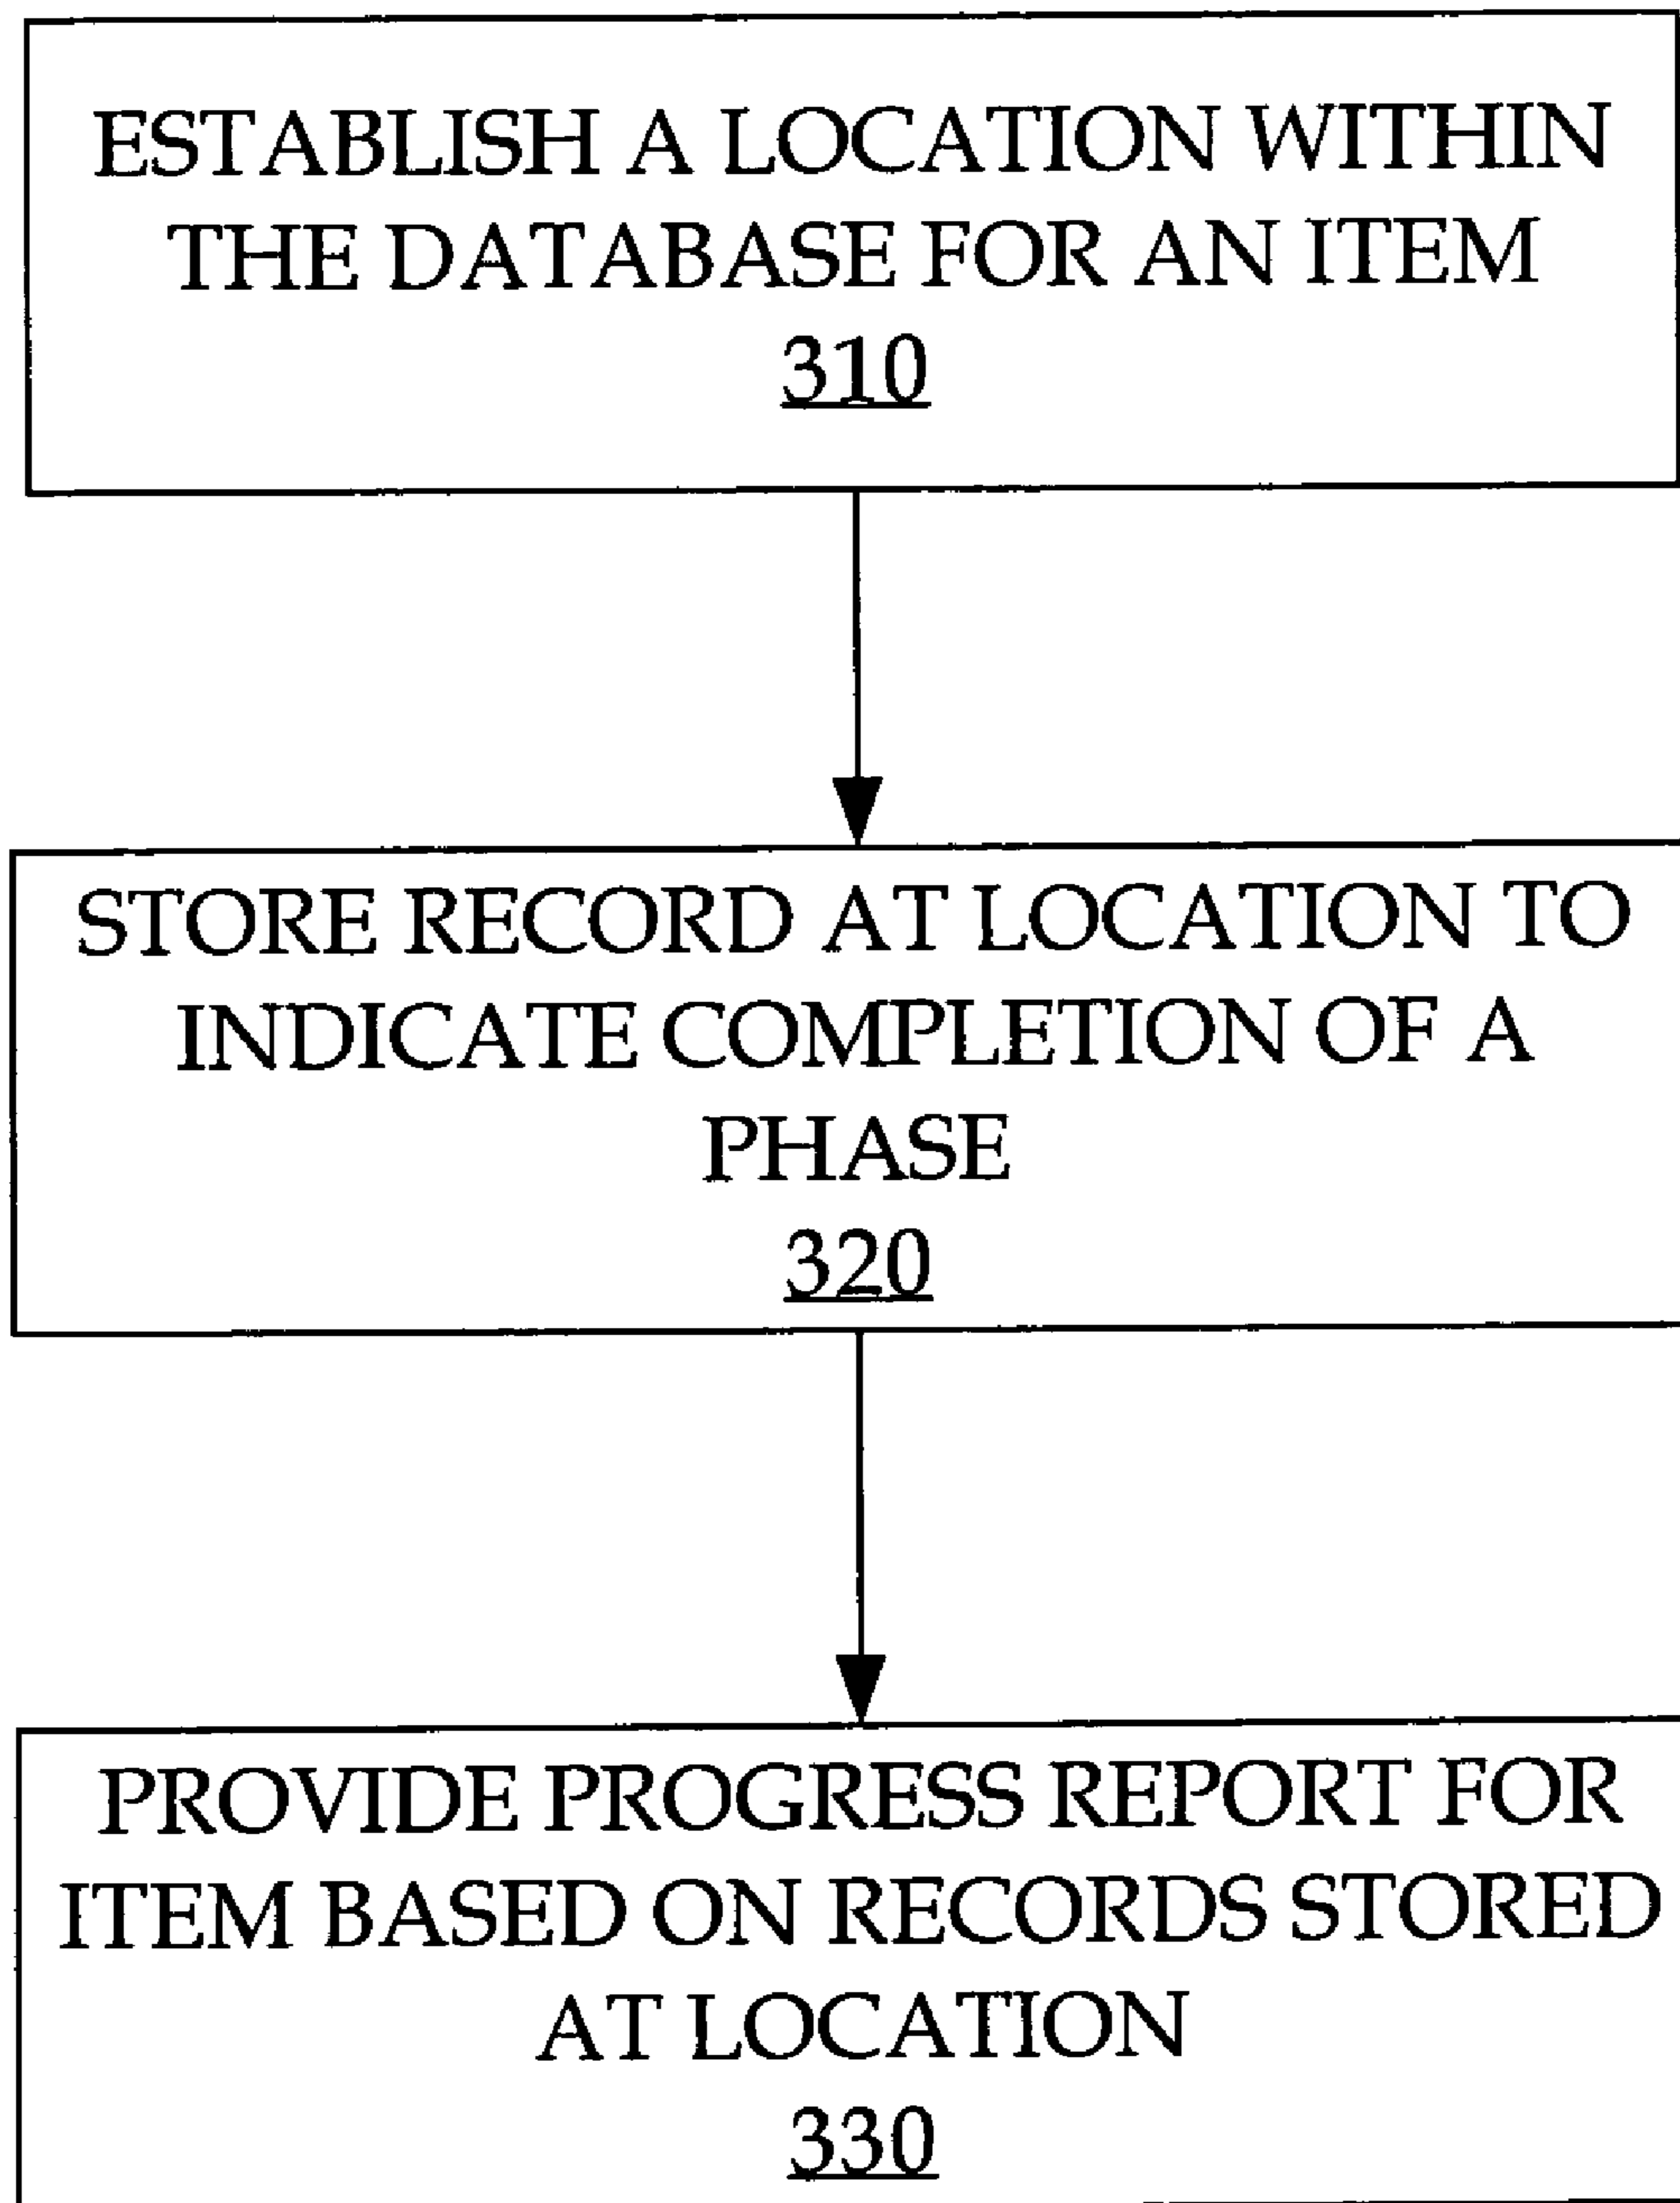 ESTABLISH A LOCATION WITHIN
THE DATABASE FOR AN ITEM
310
STORE RECORD AT LOCATION TO
INDICATE COMPLETION OF A
PHASE
320
PROVIDE PROGRESS REPORT FOR
ITEM BASED ON RECORDS STORED
AT LOCATION
330